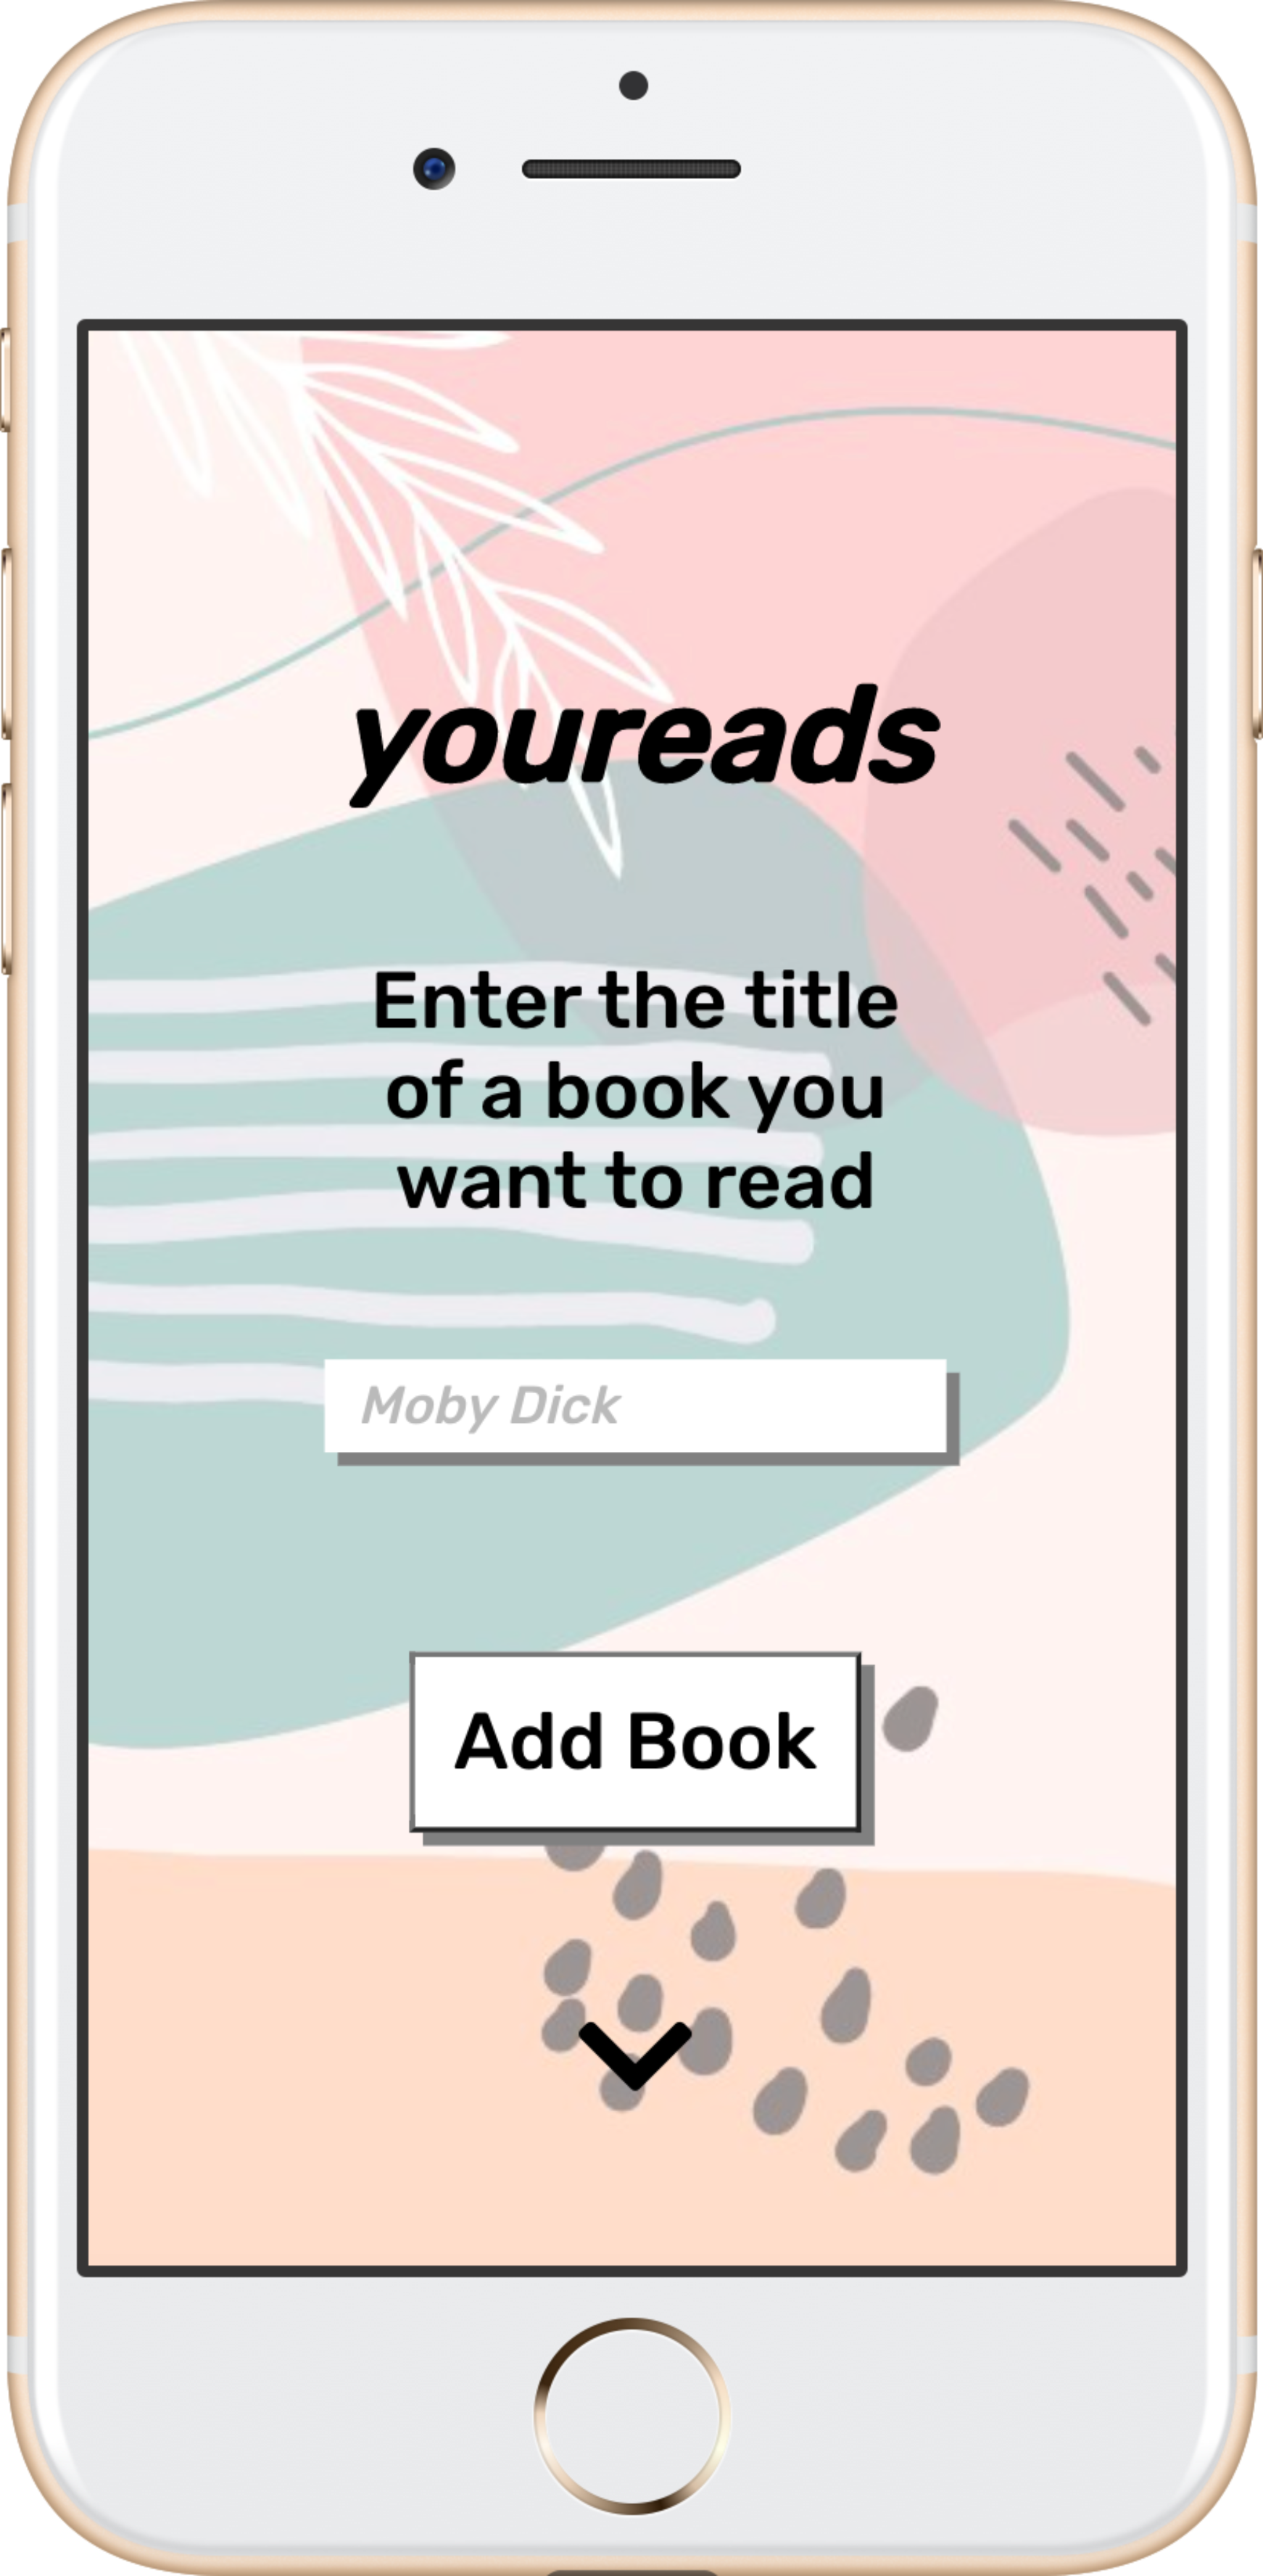 youreads
Enter the title
of a book you
want to read
Moby Dick
Add Book